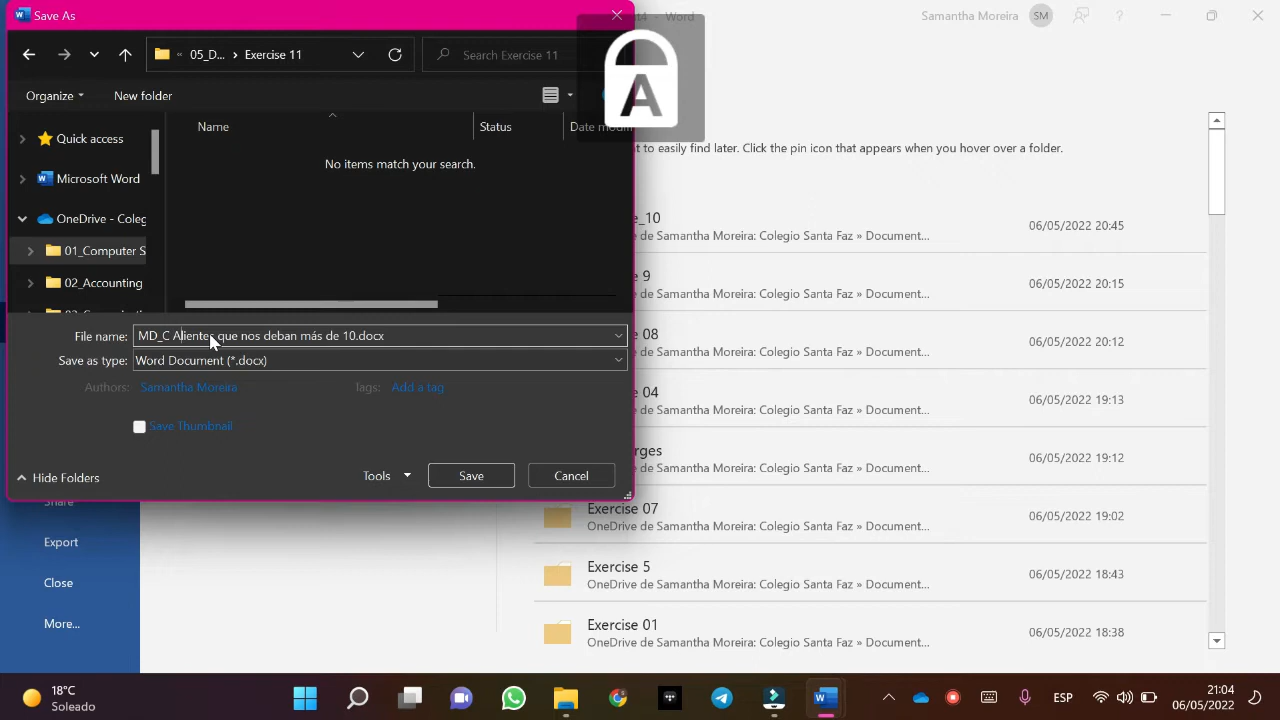 Save As
t4 - Word
Samantha Moreira
SM
?
« 05_D... > Exercise 11
Search Exercise 11
A
Organize
New folder
Name
Status
Date modifi
Quick access
No items match your search.
t to easily find later. Click the pin icon that appears when you hover over a folder.
Microsoft Word
OneDrive - Coleg
01_Computer S
02_Accounting
e_10
06/05/2022 20:45
e de Samantha Moreira: Colegio Santa Faz » Document...
e 9
06/05/2022 20:15
e de Samantha Moreira: Colegio Santa Faz » Document...
File name: MD_C Alientes que nos deban más de 10.docx
e 08
06/05/2022 20:12
e de Samantha Moreira: Colegio Santa Faz » Document...
Save as type: Word Document (*.docx)
Authors: Samantha Moreira
Tags: Add a tag
e 04
06/05/2022 19:13
e de Samantha Moreira: Colegio Santa Faz » Document...
Save Thumbnail
rges
06/05/2022 19:12
e de Samantha Moreira: Colegio Santa Faz » Document...
Hide Folders
Tools
Save
Cancel
Share
Exercise 07
06/05/2022 19:02
OneDrive de Samantha Moreira: Colegio Santa Faz » Document...
Export
Exercise 5
06/05/2022 18:43
OneDrive de Samantha Moreira: Colegio Santa Faz » Document...
Close
Exercise 01
06/05/2022 18:38
OneDrive de Samantha Moreira: Colegio Santa Faz » Document...
More...
18°C
Soleado
ESP
21:04
06/05/2022